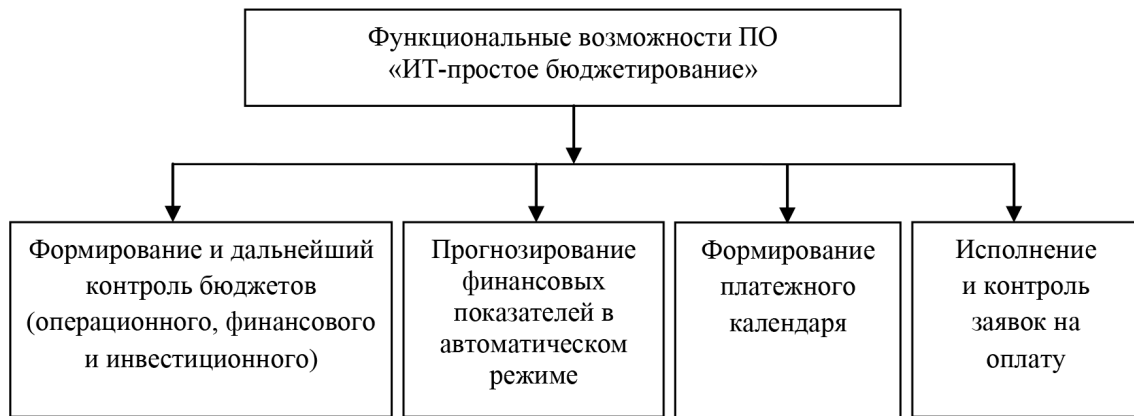 Функциональные возможности ПО
«ИТ-простое бюджетирование»
Формирование и дальнейший
контроль бюджетов
(операционного, финансового
и инвестиционного)
Прогнозирование
финансовых
показателей в
автоматическом
режиме
Формирование
платежного
календаря
Исполнение
и контроль
заявок на
оплату